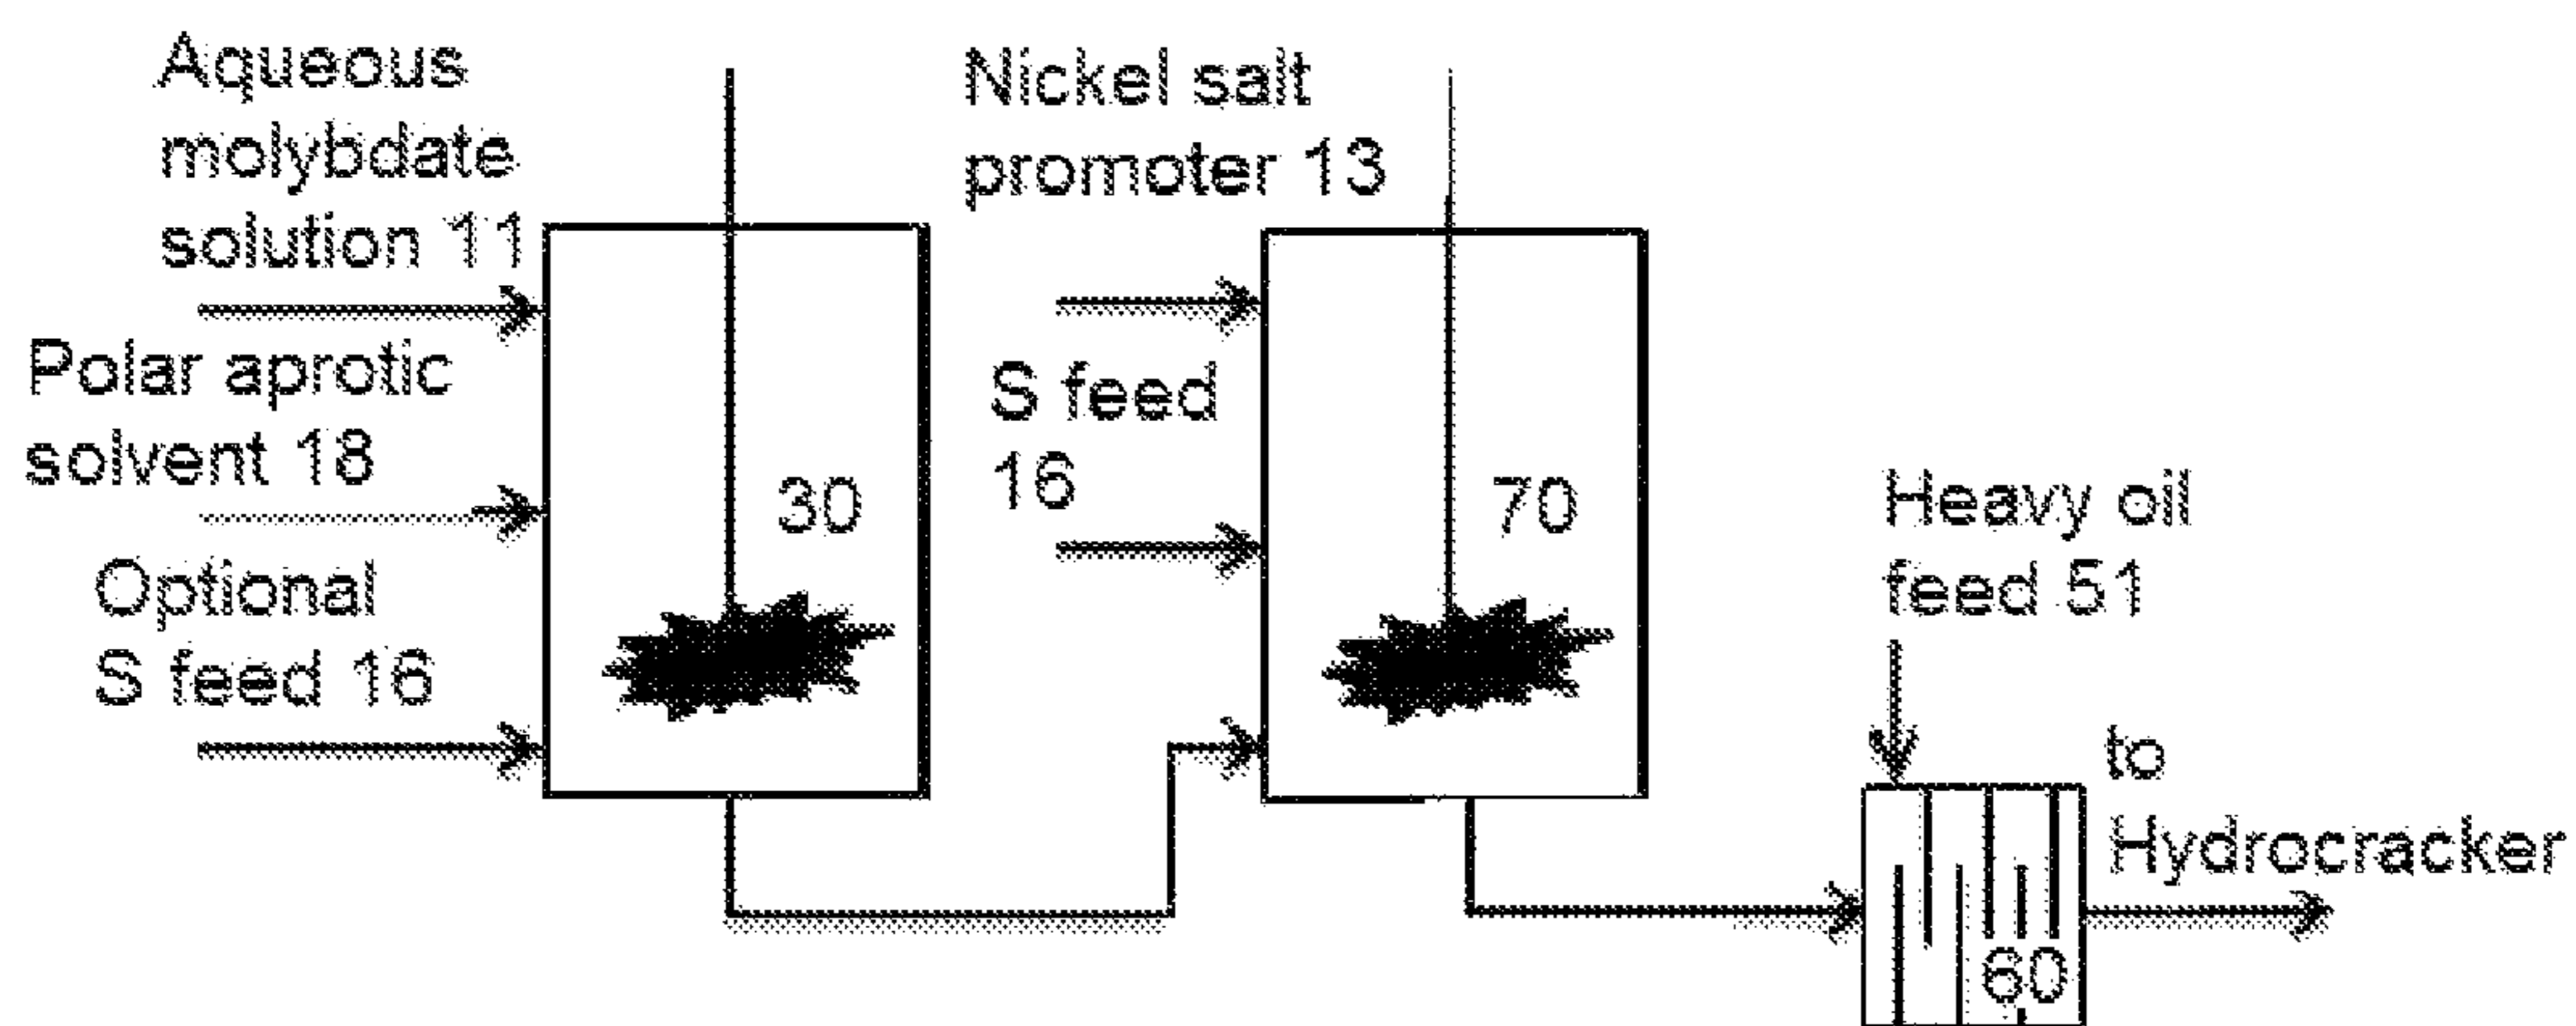 Aqueous
molybdate
solution 11
Polar aprotic
solvent 18
Optional
S feed 16
30
Nickel salt
promoter 13
S feed
16
70
Heavy oil
feed 51
60
to
Hydrocracker